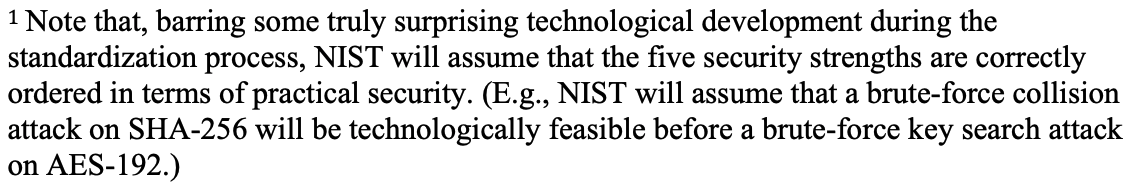 1 Note that, barring some truly surprising technological development during the
standardization process, NIST will assume that the five security strengths are correctly
ordered in terms of practical security. (E.g., NIST will assume that a brute-force collision
attack on SHA-256 will be technologically feasible before a brute-force key search attack
on AES-192.)